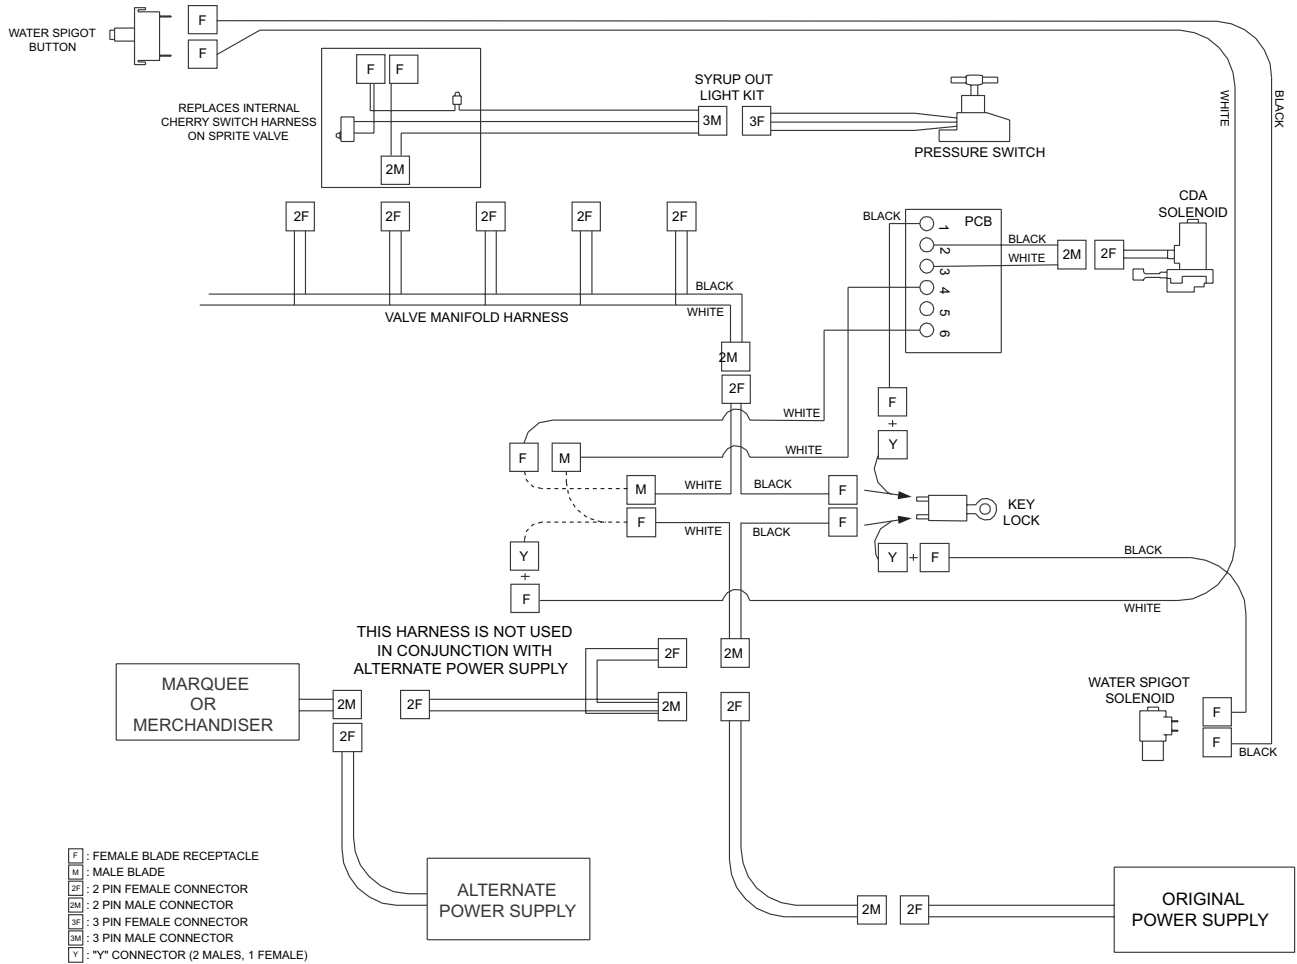 WATER SPIGOT
BUTTON
F
F
REPLACES INTERNAL
CHERRY SWITCH HARNESS
ON SPRITE VALVE
F
F
2M
SYRUP OUT
LIGHT KIT
3M
3F
PRESSURE SWITCH
WHITE
BLACK
2F
2F
2F
2F
2F
BLACK
WHITE
VALVE MANIFOLD HARNESS
2M
2F
BLACK
PCB
1
2
3
4
5
6
BLACK
WHITE
2M
2F
CDA
SOLENOID
WHITE
WHITE
F
+
Y
F
M
M
WHITE
BLACK
F
F
WHITE
BLACK
F
KEY
LOCK
Y
+
F
Y
+
F
BLACK
WHITE
THIS HARNESS IS NOT USED
IN CONJUNCTION WITH
ALTERNATE POWER SUPPLY
2F
2M
MARQUEE
OR
MERCHANDISER
2M
2F
2M
2F
2F
WATER SPIGOT
SOLENOID
F
F
BLACK
F : FEMALE BLADE RECEPTACLE
M : MALE BLADE
2F : 2 PIN FEMALE CONNECTOR
2M : 2 PIN MALE CONNECTOR
3F : 3 PIN FEMALE CONNECTOR
3M : 3 PIN MALE CONNECTOR
Y : "Y" CONNECTOR (2 MALES, 1 FEMALE)
ALTERNATE
POWER SUPPLY
2M
2F
ORIGINAL
POWER SUPPLY